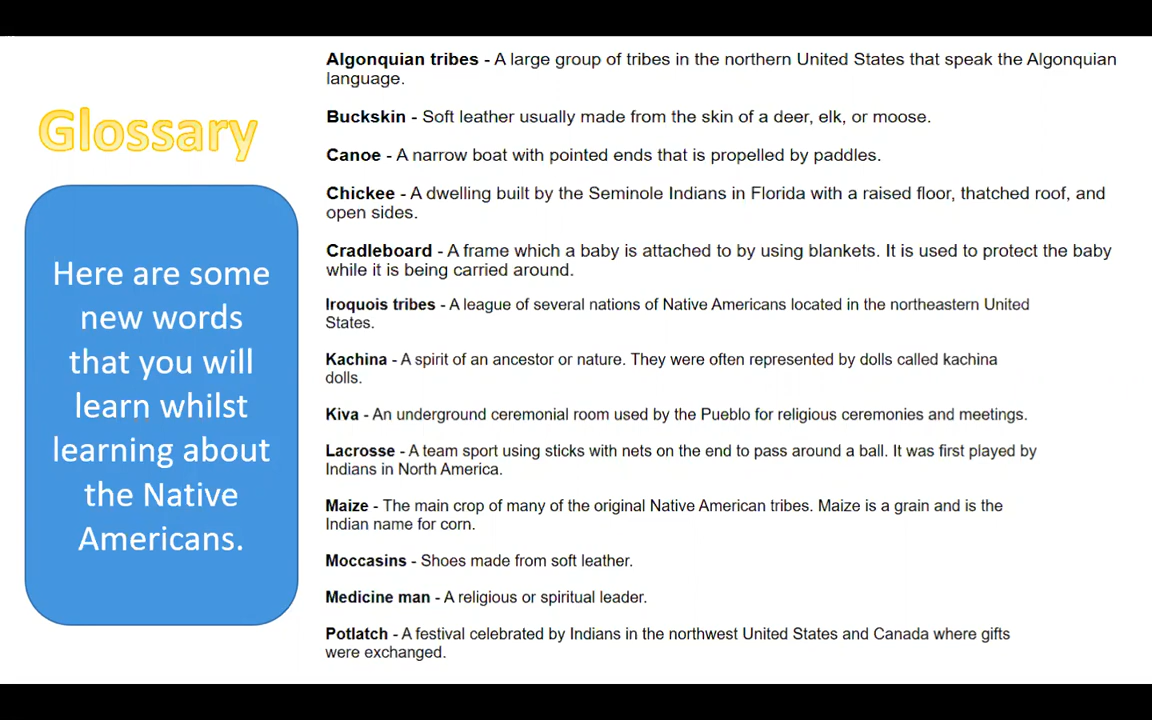 Glossary
Here are some
new words
that you will
learn whilst
learning about
the Native
Americans.
Algonquian tribes - A large group of tribes in the northern United States that speak the Algonquian
language.
Buckskin - Soft leather usually made from the skin of a deer, elk, or moose.
Canoe - A narrow boat with pointed ends that is propelled by paddles.
Chickee - A dwelling built by the Seminole Indians in Florida with a raised floor, thatched roof, and
open sides.
Cradleboard - A frame which a baby is attached to by using blankets. It is used to protect the baby
while it is being carried around.
Iroquois tribes - A league of several nations of Native Americans located in the northeastern United
States.
Kachina - A spirit of an ancestor or nature. They were often represented by dolls called kachina
dolls.
Kiva - An underground ceremonial room used by the Pueblo for religious ceremonies and meetings.
Lacrosse - A team sport using sticks with nets on the end to pass around a ball. It was first played by
Indians in North America.
Maize - The main crop of many of the original Native American tribes. Maize is a grain and is the
Indian name for corn.
Moccasins - Shoes made from soft leather.
Medicine man - A religious or spiritual leader.
Potlatch - A festival celebrated by Indians in the northwest United States and Canada where gifts
were exchanged.